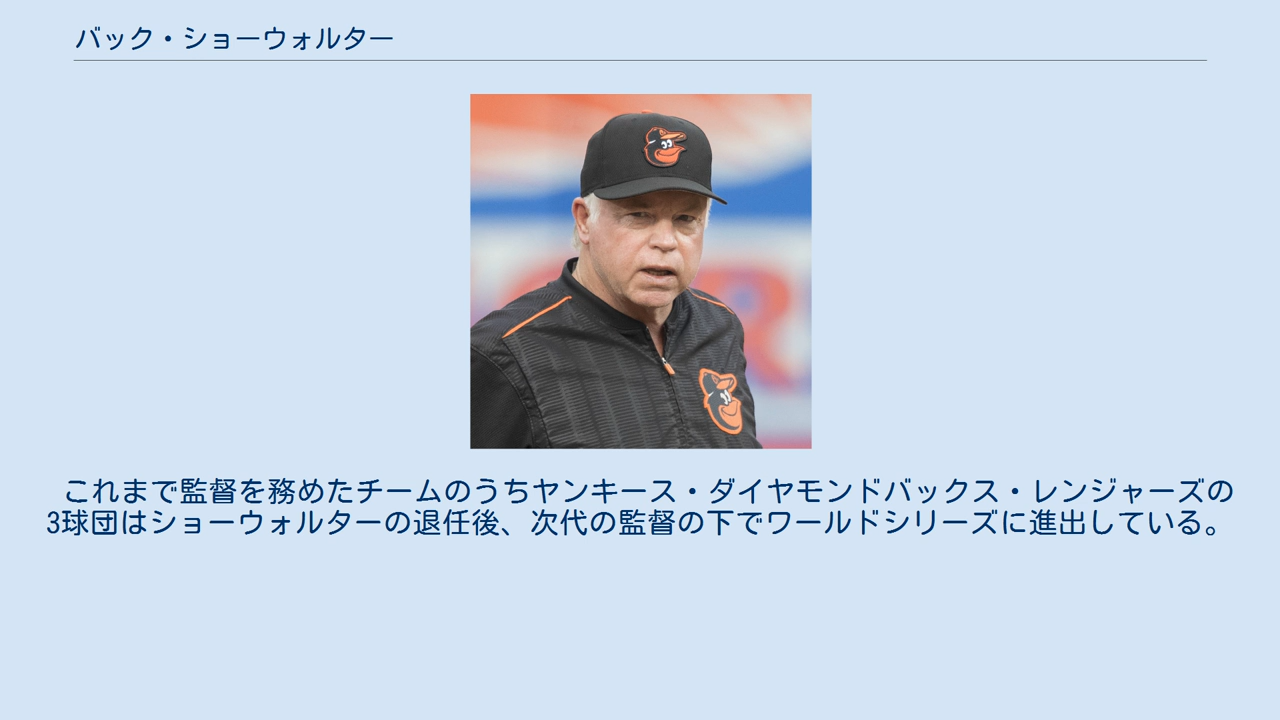 バック・ショーウォルター
これまで監督を務めたチームのうちヤンキース・ダイヤモンドバックス・レンジャーズの
3球団はショーウォルターの退任後、次代の監督の下でワールドシリーズに進出している。